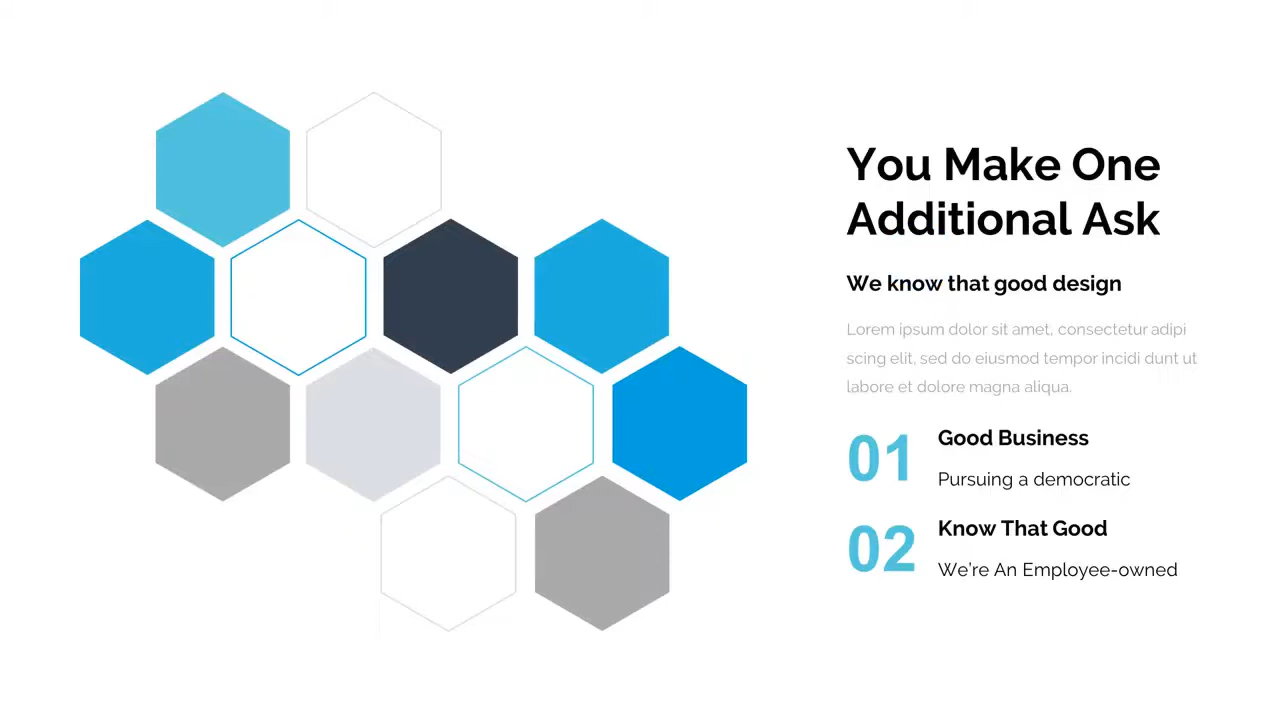 You Make One
Additional Ask
We know that good design
Lorem ipsum dolor sit amet, consectetur adipi
scing elit, sed do eiusmod tempor incidi dunt ut
labore et dolore magna aliqua.
01
Good Business
Pursuing a democratic
02
Know That Good
We're An Employee-owned